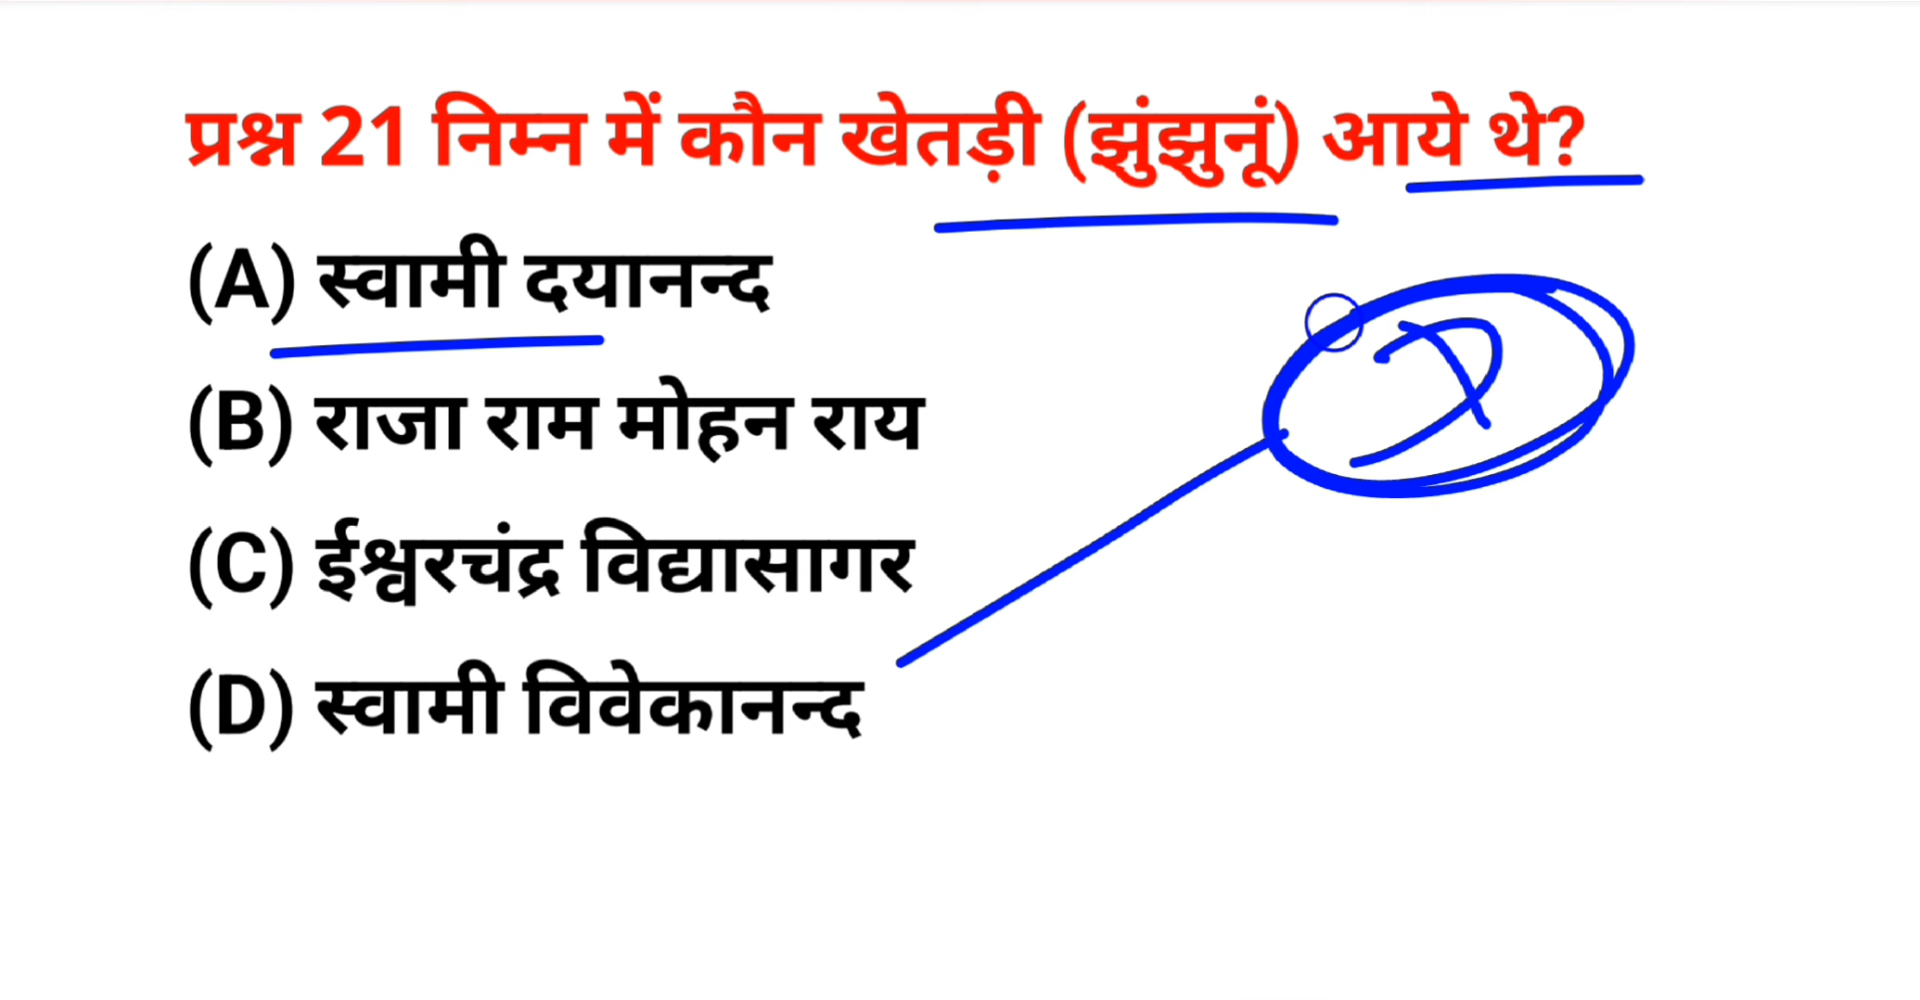 प्रश्न 21 निम्न में कौन खेतड़ी (झुंझुनूं) आये थे?
(A) स्वामी दयानन्द
(B) राजा राम मोहन राय
(C) ईश्वरचंद्र विद्यासागर
(D) स्वामी विवेकानन्द